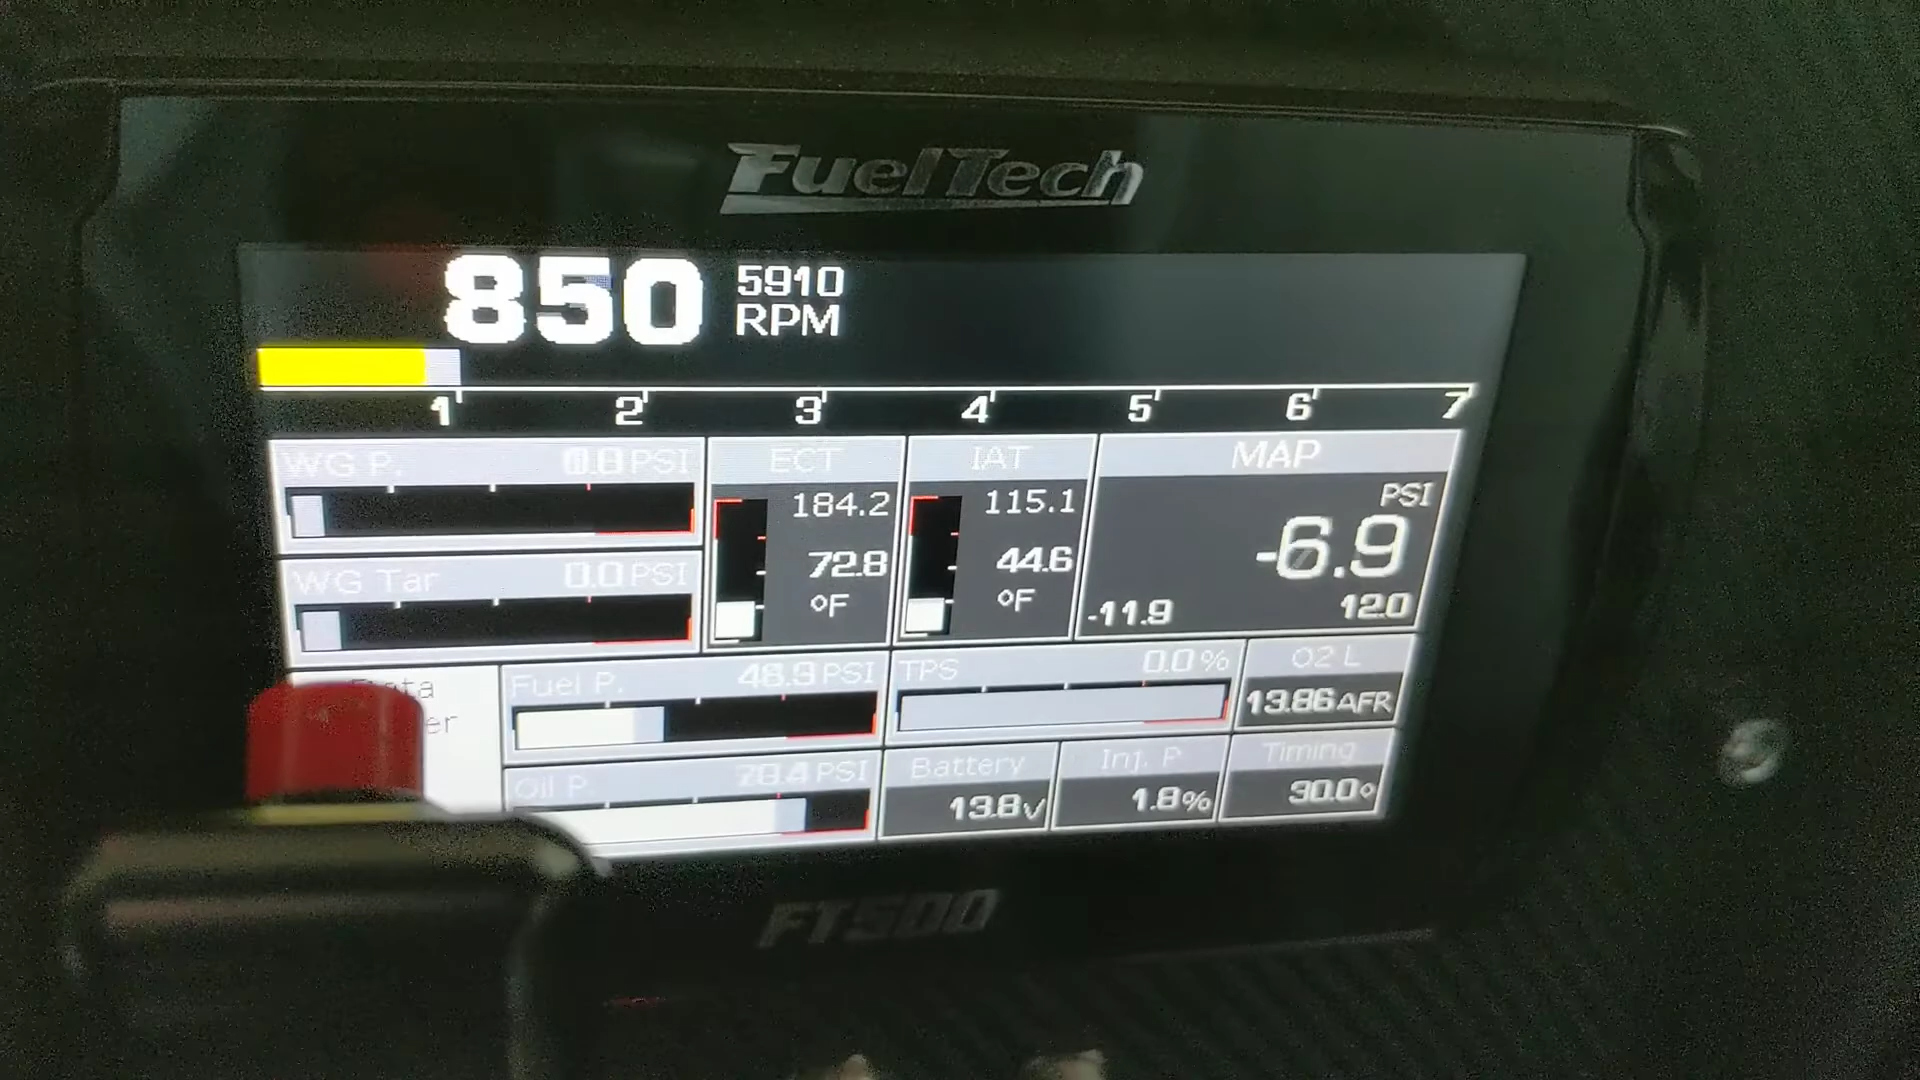 FuelTech
850
5910
RPM
1 2 3 4 5 6 7
WG P. PSI
WG Tar 0.0 PSI
ECT
184.2
72.8
°F
IAT
115.1
44.6
°F
MAP
PSI
-6.9
-11.9 12.0
Fuel P. 48.9 PSI
TPS 0.0 %
O2 L
13.86 AFR
Oil P. PSI
Battery
13.8V
Inj. P
1.8%
Timing
30.0°
FT500